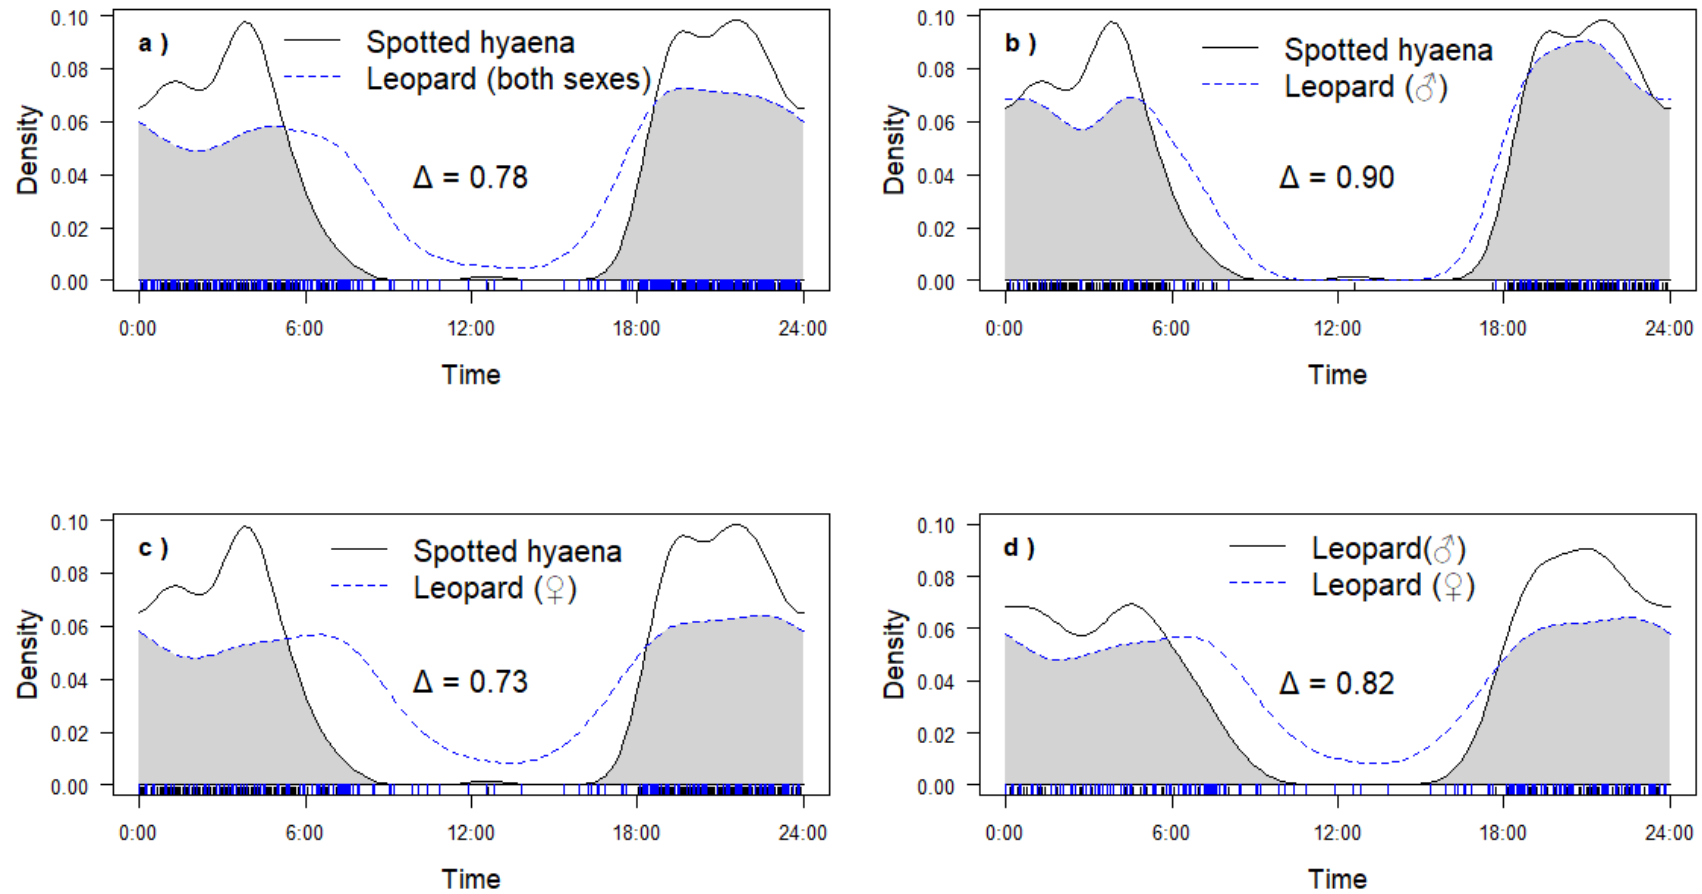 a )
Spotted hyaena
Leopard (both sexes)
Δ = 0.78
Density
0.10
0.08
0.06
0.04
0.02
0.00
0:00 6:00 12:00 18:00 24:00
Time
b )
Spotted hyaena
Leopard (♂)
Δ = 0.90
Density
0.10
0.08
0.06
0.04
0.02
0.00
0:00 6:00 12:00 18:00 24:00
Time
c )
Spotted hyaena
Leopard (♀)
Δ = 0.73
Density
0.10
0.08
0.06
0.04
0.02
0.00
0:00 6:00 12:00 18:00 24:00
Time
d )
Leopard(♂)
Leopard (♀)
Δ = 0.82
Density
0.10
0.08
0.06
0.04
0.02
0.00
0:00 6:00 12:00 18:00 24:00
Time